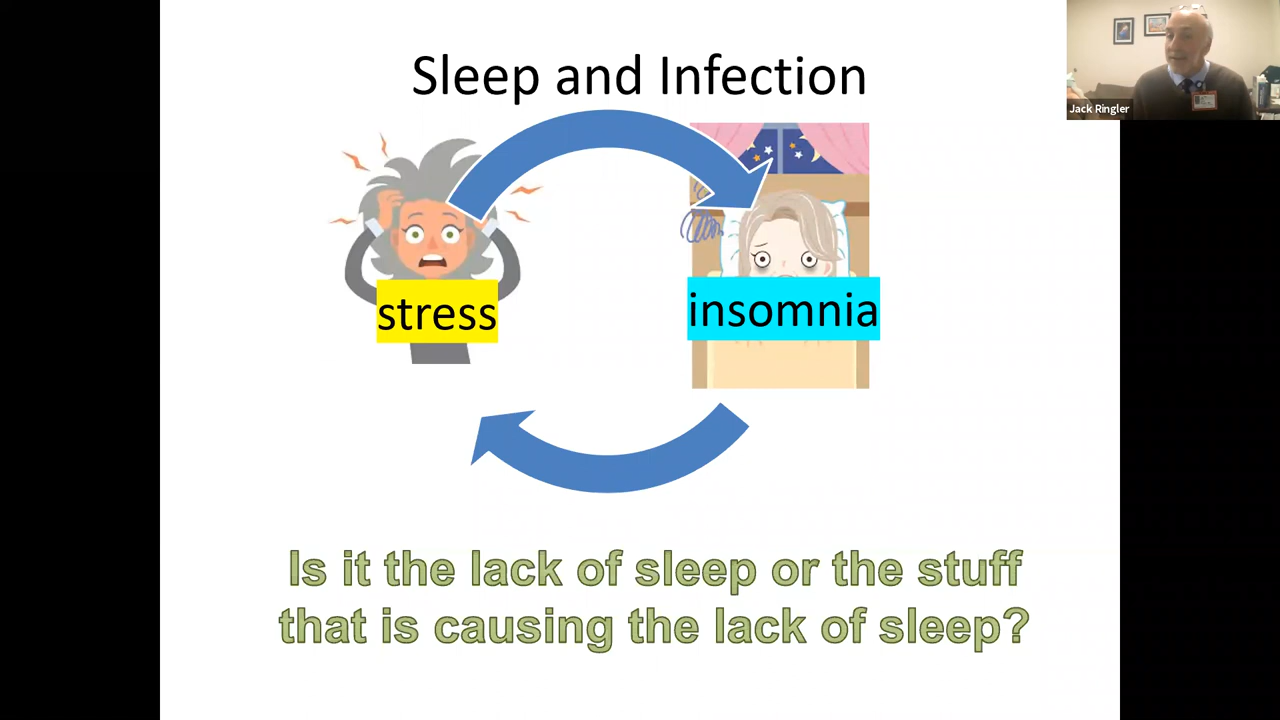 Sleep and Infection
Jack Ringler
stress
insomnia
Is it the lack of sleep or the stuff
that is causing the lack of sleep?